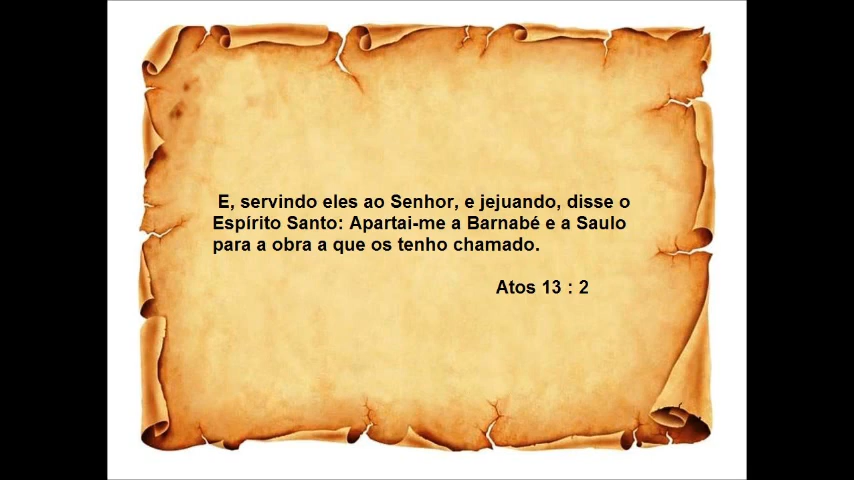 E, servindo eles ao Senhor, e jejuando, disse o
Espírito Santo: Apartai-me a Barnabé e a Saulo
para a obra a que os tenho chamado.
Atos 13 : 2